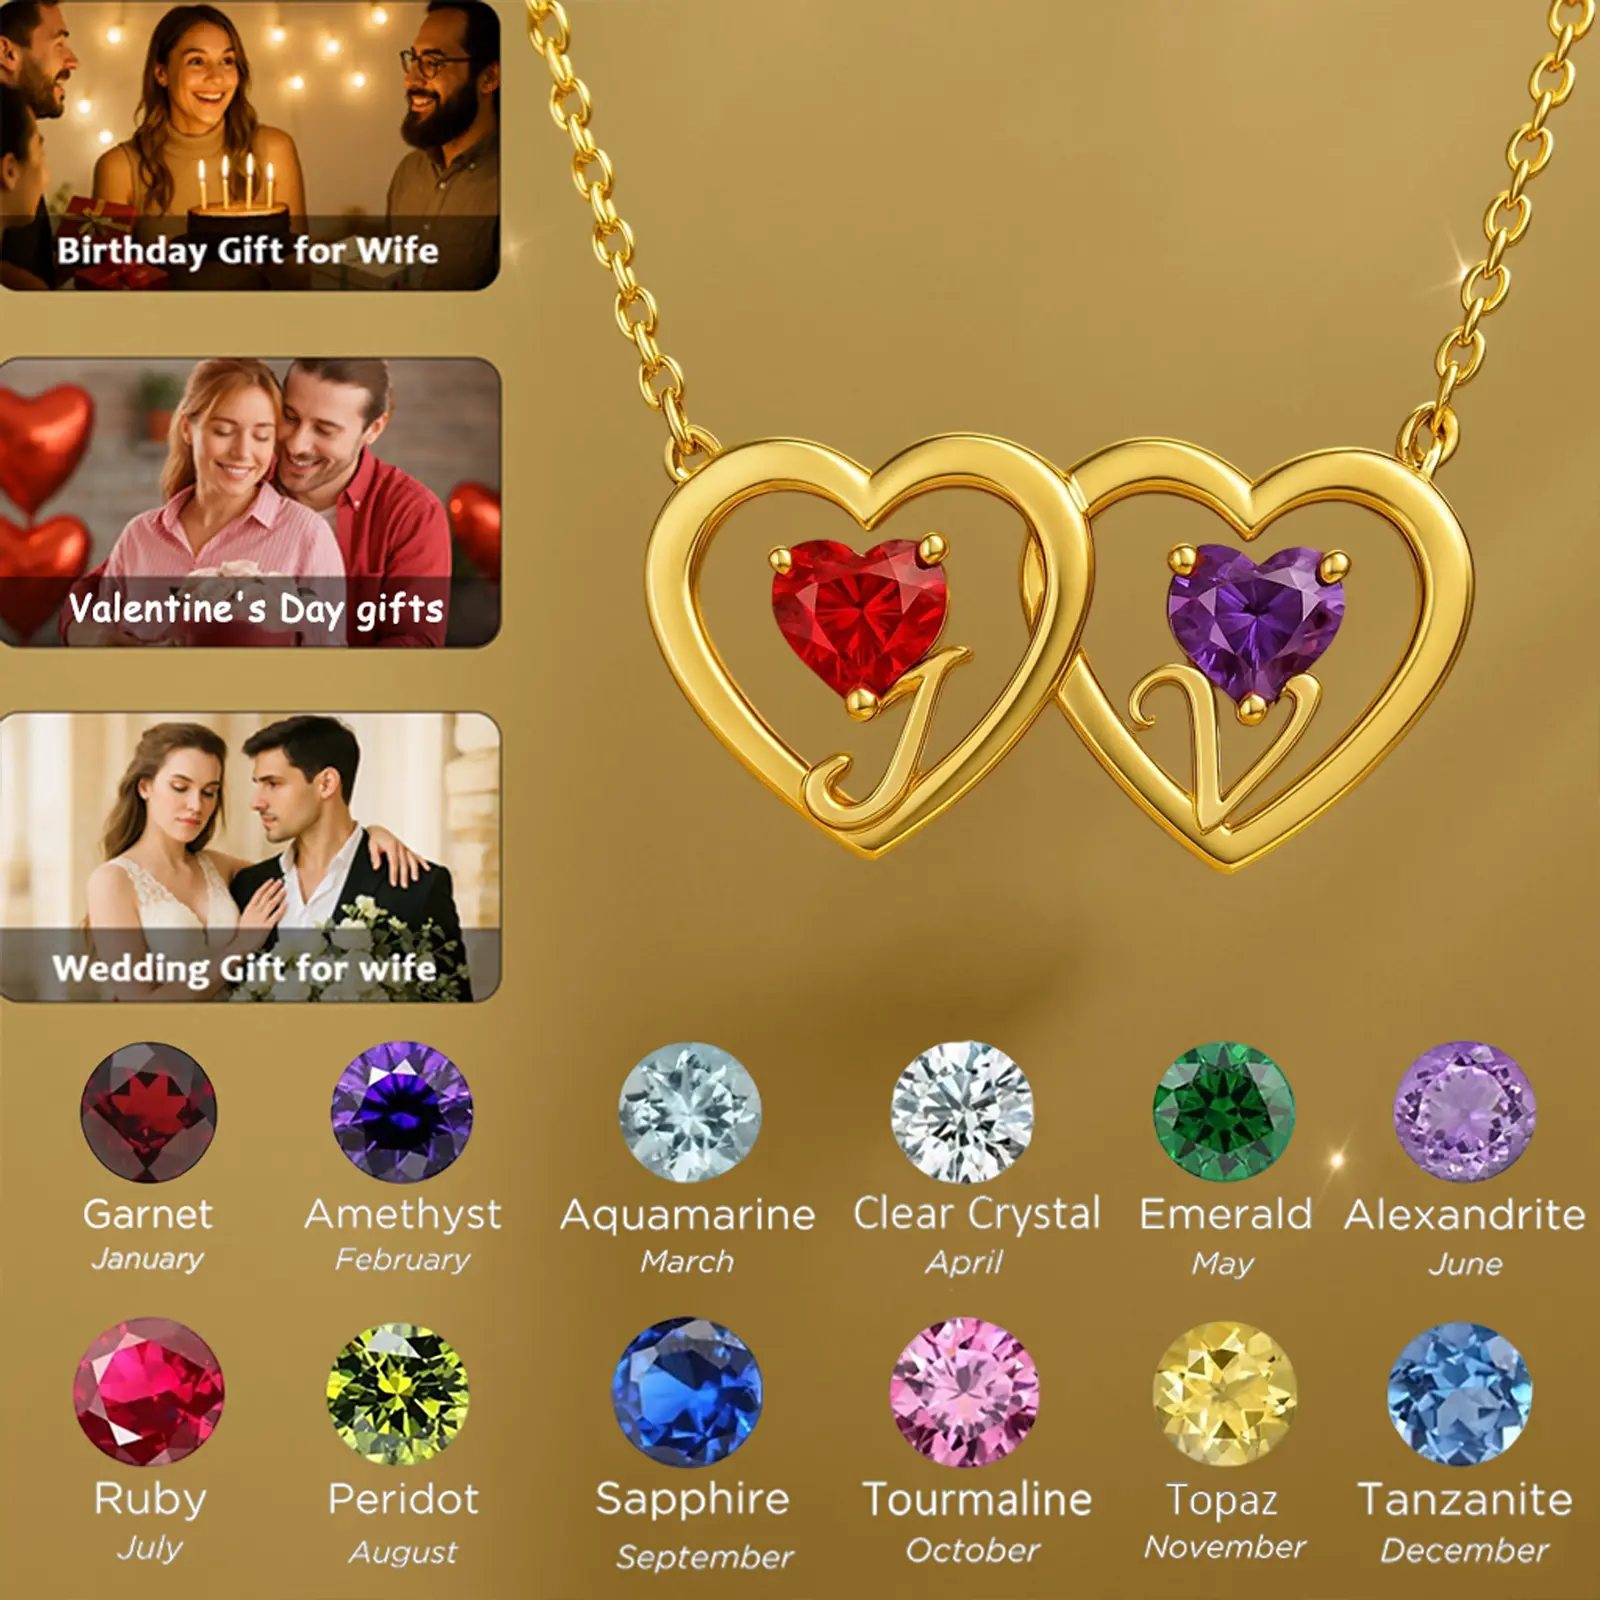 Birthday Gift for Wife
Valentine's Day gifts
Wedding Gift for wife
J
V
Garnet
January
Amethyst
February
Aquamarine
March
Clear Crystal
April
Emerald
May
Alexandrite
June
Ruby
July
Peridot
August
Sapphire
September
Tourmaline
October
Topaz
November
Tanzanite
December